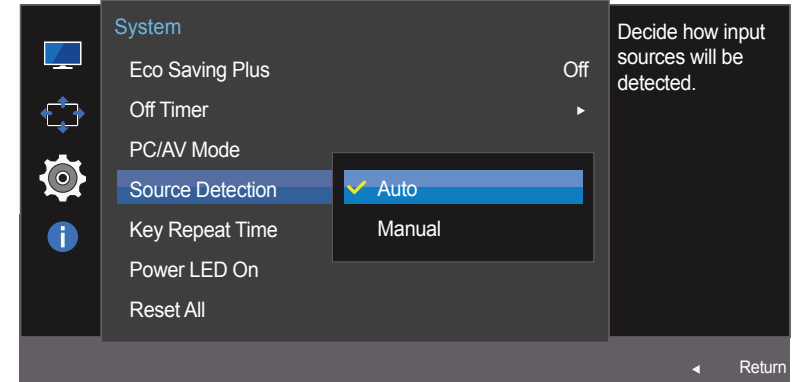 System
Eco Saving Plus Off
Off Timer ▸
PC/AV Mode
Source Detection
Auto
Manual
Key Repeat Time
Power LED On
Reset All
Decide how input
sources will be
detected.
◂ Return